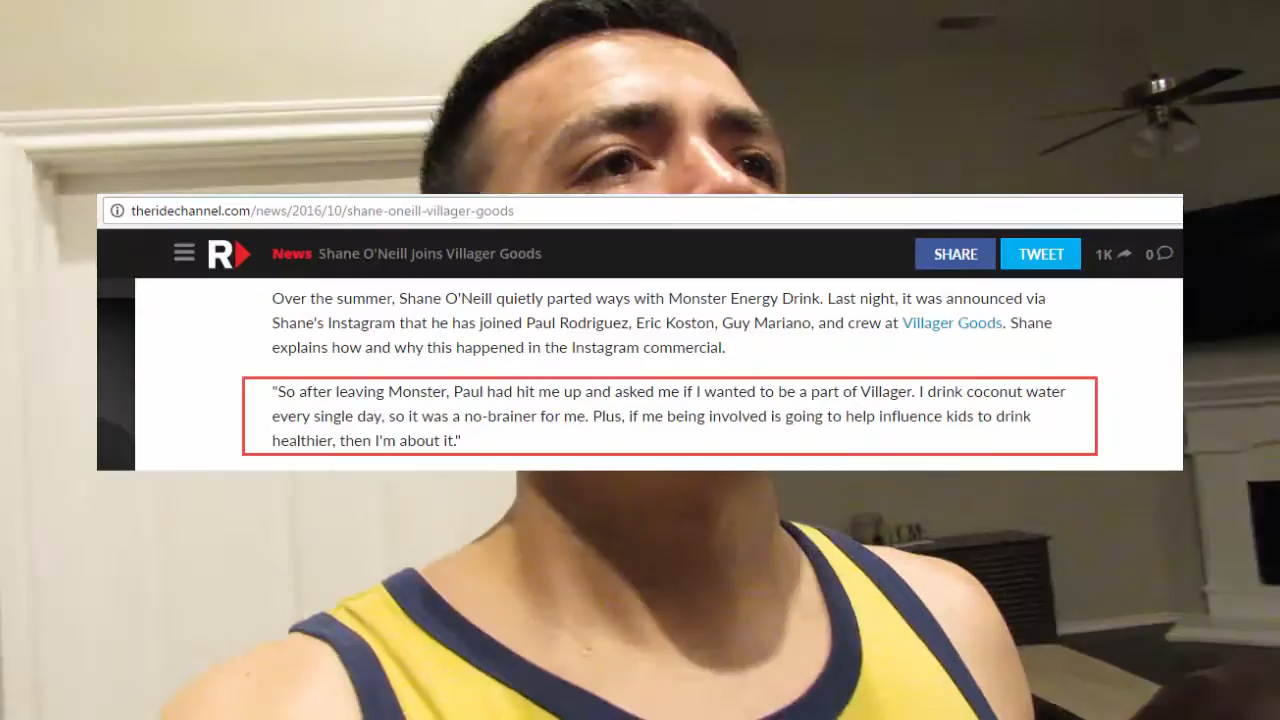 theridechannel.com/news/2016/10/shane-oneill-villager-goods
R News Shane O'Neill Joins Villager Goods SHARE TWEET 1K 0
Over the summer, Shane O'Neill quietly parted ways with Monster Energy Drink. Last night, it was announced via
Shane's Instagram that he has joined Paul Rodriguez, Eric Koston, Guy Mariano, and crew at Villager Goods. Shane
explains how and why this happened in the Instagram commercial.
"So after leaving Monster, Paul had hit me up and asked me if I wanted to be a part of Villager. I drink coconut water
every single day, so it was a no-brainer for me. Plus, if me being involved is going to help influence kids to drink
healthier, then I'm about it."